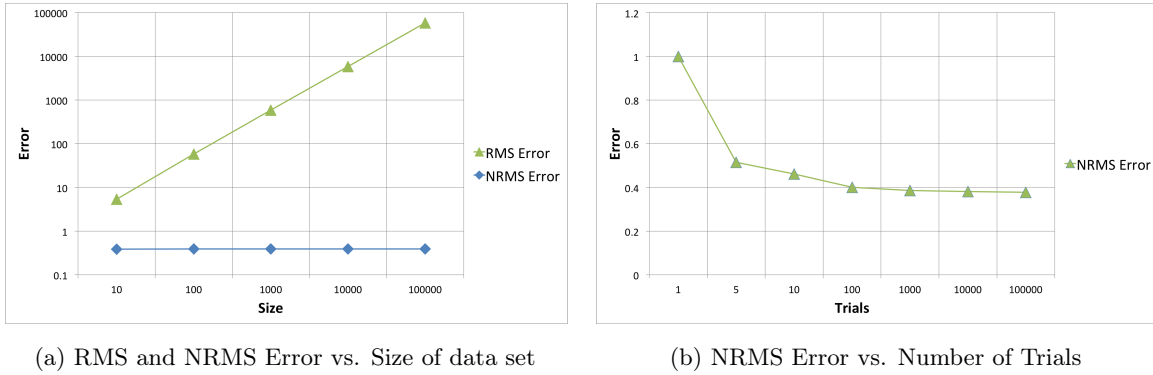 100000
10000
1000
100
10
1
0.1
Error
10 100 1000 10000 100000
Size
RMS Error
NRMS Error
(a) RMS and NRMS Error vs. Size of data set
1.2
1
0.8
0.6
0.4
0.2
0
Error
1 5 10 100 1000 10000 100000
Trials
NRMS Error
(b) NRMS Error vs. Number of Trials